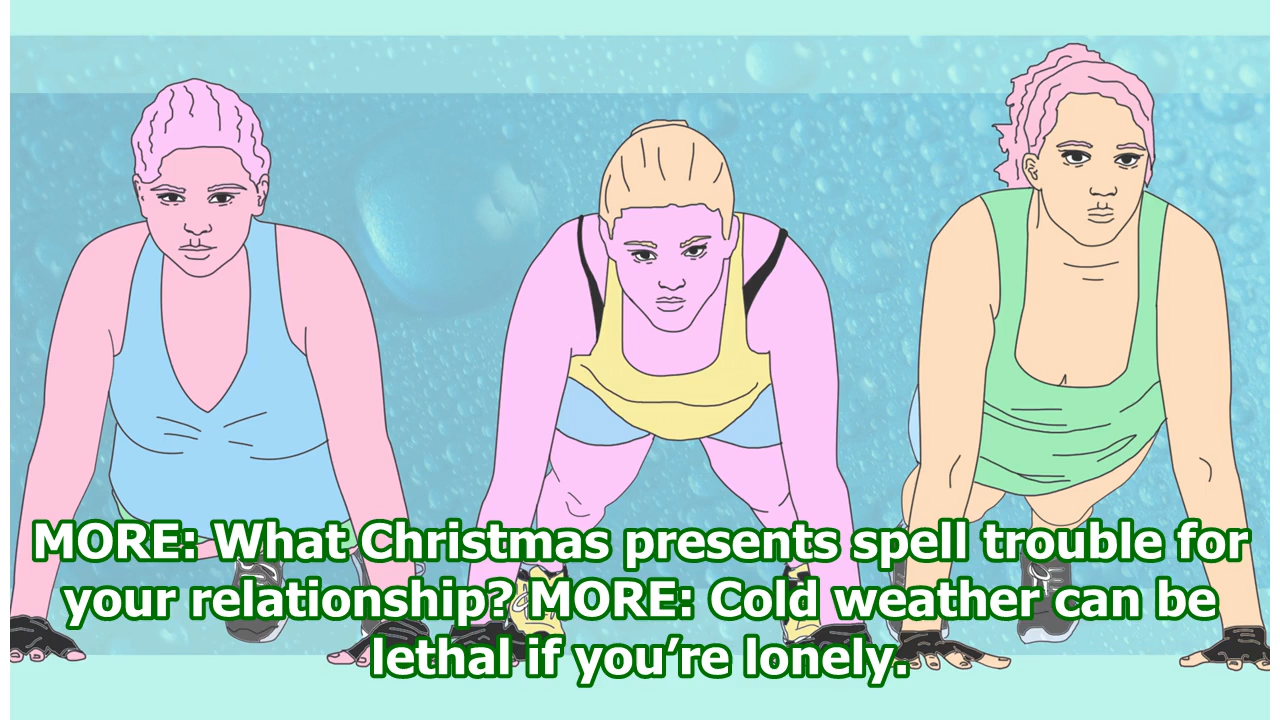 MORE: What Christmas presents spell trouble for
your relationship? MORE: Cold weather can be
lethal if you’re lonely.